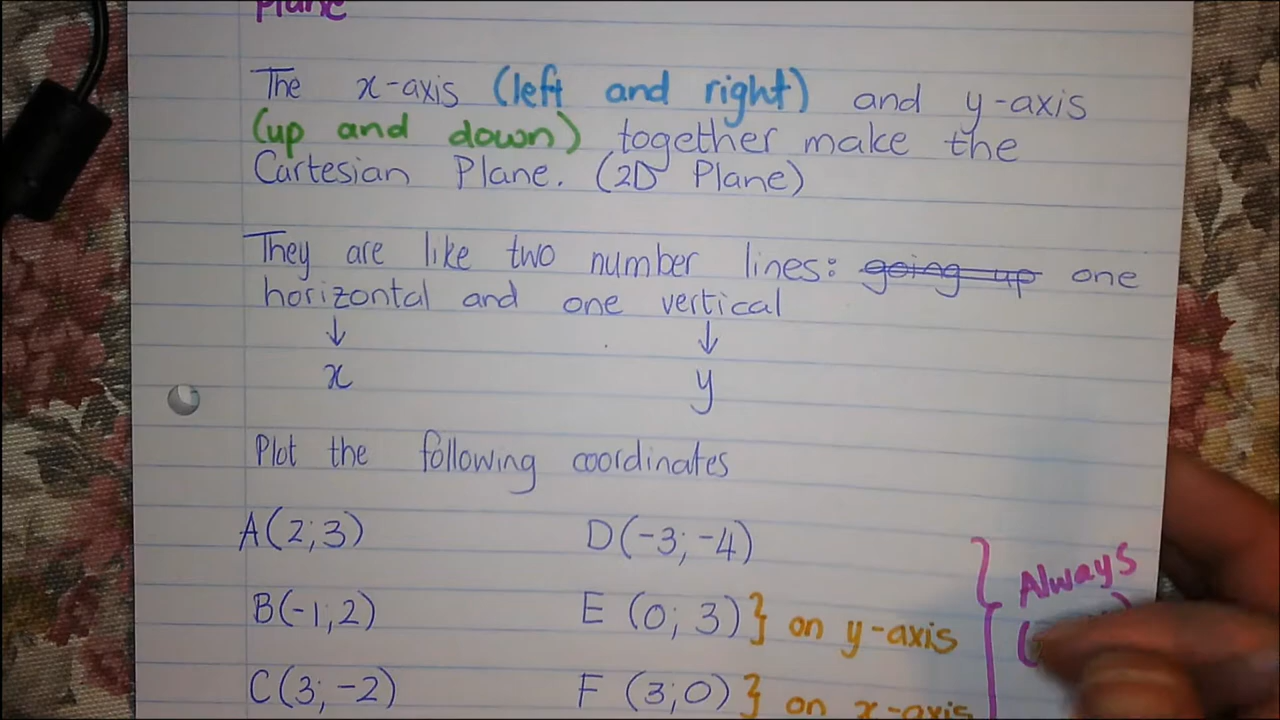 Plane
The x-axis (left and right) and y-axis
(up and down) together make the
Cartesian Plane. (2D Plane)
They are like two number lines: ~~going up~~ one
horizontal and one vertical
↓ ↓
x y
Plot the following coordinates
A(2;3) D(-3;-4)
} Always
B(-1;2) E (0; 3) } on y-axis
C(3; -2) F (3;0) } on x-axis